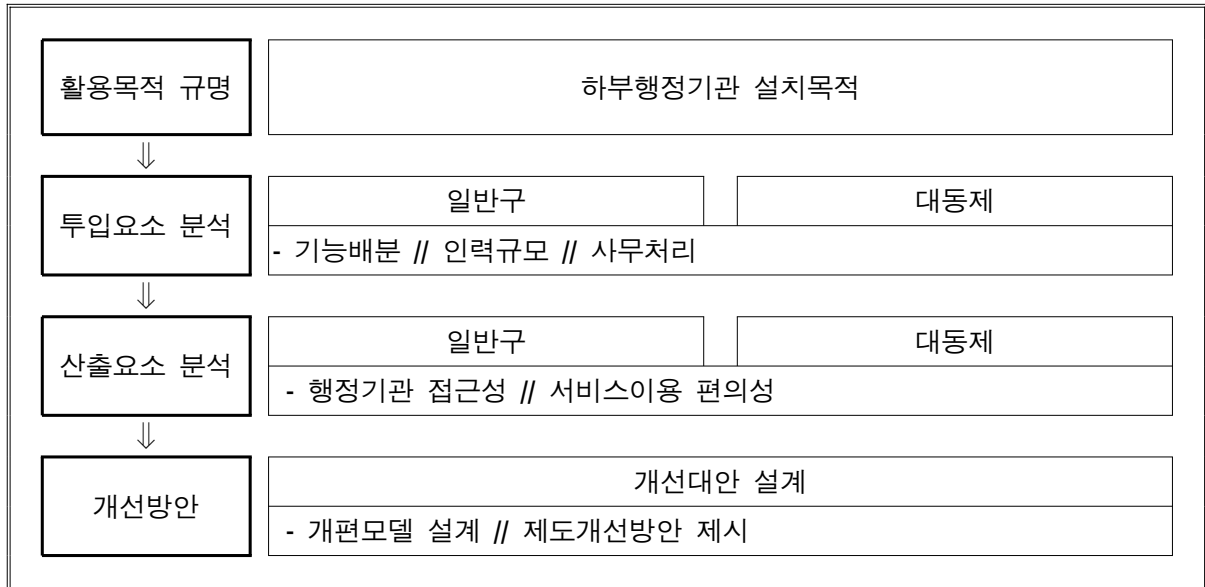 활용목적 규명
하부행정기관 설치목적
⇓
투입요소 분석
일반구
대동제
- 기능배분 // 인력규모 // 사무처리
⇓
산출요소 분석
일반구
대동제
- 행정기관 접근성 // 서비스이용 편의성
⇓
개선방안
개선대안 설계
- 개편모델 설계 // 제도개선방안 제시